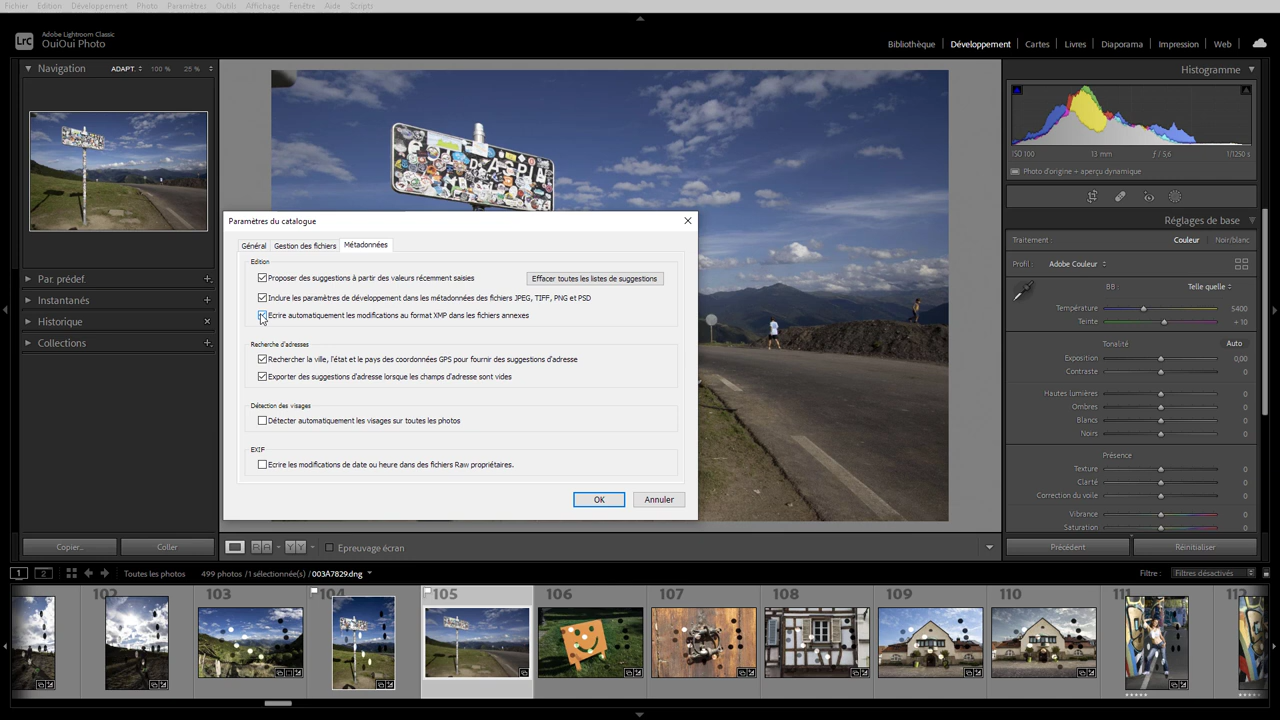 Fichier Edition Développement Photo Paramètres Outils Affichage Fenêtre Aide Scripts
Lrc
Adobe Lightroom Classic
OuiOui Photo
Bibliothèque Développement Cartes Livres Diaporama Impression Web
Navigation ADAPT. 100 % 25 %
Histogramme
ISO 100 13 mm ƒ / 5,6 1/1250 s
Photo d'origine + aperçu dynamique
Réglages de base
Traitement : Couleur Noir/blanc
Profil : Adobe Couleur
BB : Telle quelle
Température 5400
Teinte + 10
Tonalité Auto
Exposition 0,00
Contraste 0
Hautes lumières 0
Ombres 0
Blancs 0
Noirs 0
Présence
Texture 0
Clarté 0
Correction du voile 0
Vibrance 0
Saturation 0
Précédent Réinitialiser
Par. prédéf.
Instantanés
Historique
Collections
Copier... Coller
Paramètres du catalogue
Général Gestion des fichiers Métadonnées
Edition
Proposer des suggestions à partir des valeurs récemment saisies Effacer toutes les listes de suggestions
Indure les paramètres de développement dans les métadonnées des fichiers JPEG, TIFF, PNG et PSD
Ecrire automatiquement les modifications au format XMP dans les fichiers annexes
Recherche d'adresses
Rechercher la ville, l'état et le pays des coordonnées GPS pour fournir des suggestions d'adresse
Exporter des suggestions d'adresse lorsque les champs d'adresse sont vides
Détection des visages
Détecter automatiquement les visages sur toutes les photos
EXIF
Ecrire les modifications de date ou heure dans des fichiers Raw propriétaires.
OK Annuler
Epreuvage écran
1 2 Toutes les photos 499 photos / 1 sélectionnée(s) / 003A7829.dng Filtre : Filtres désactivés
102 103 104 105 106 107 108 109 110 111 112